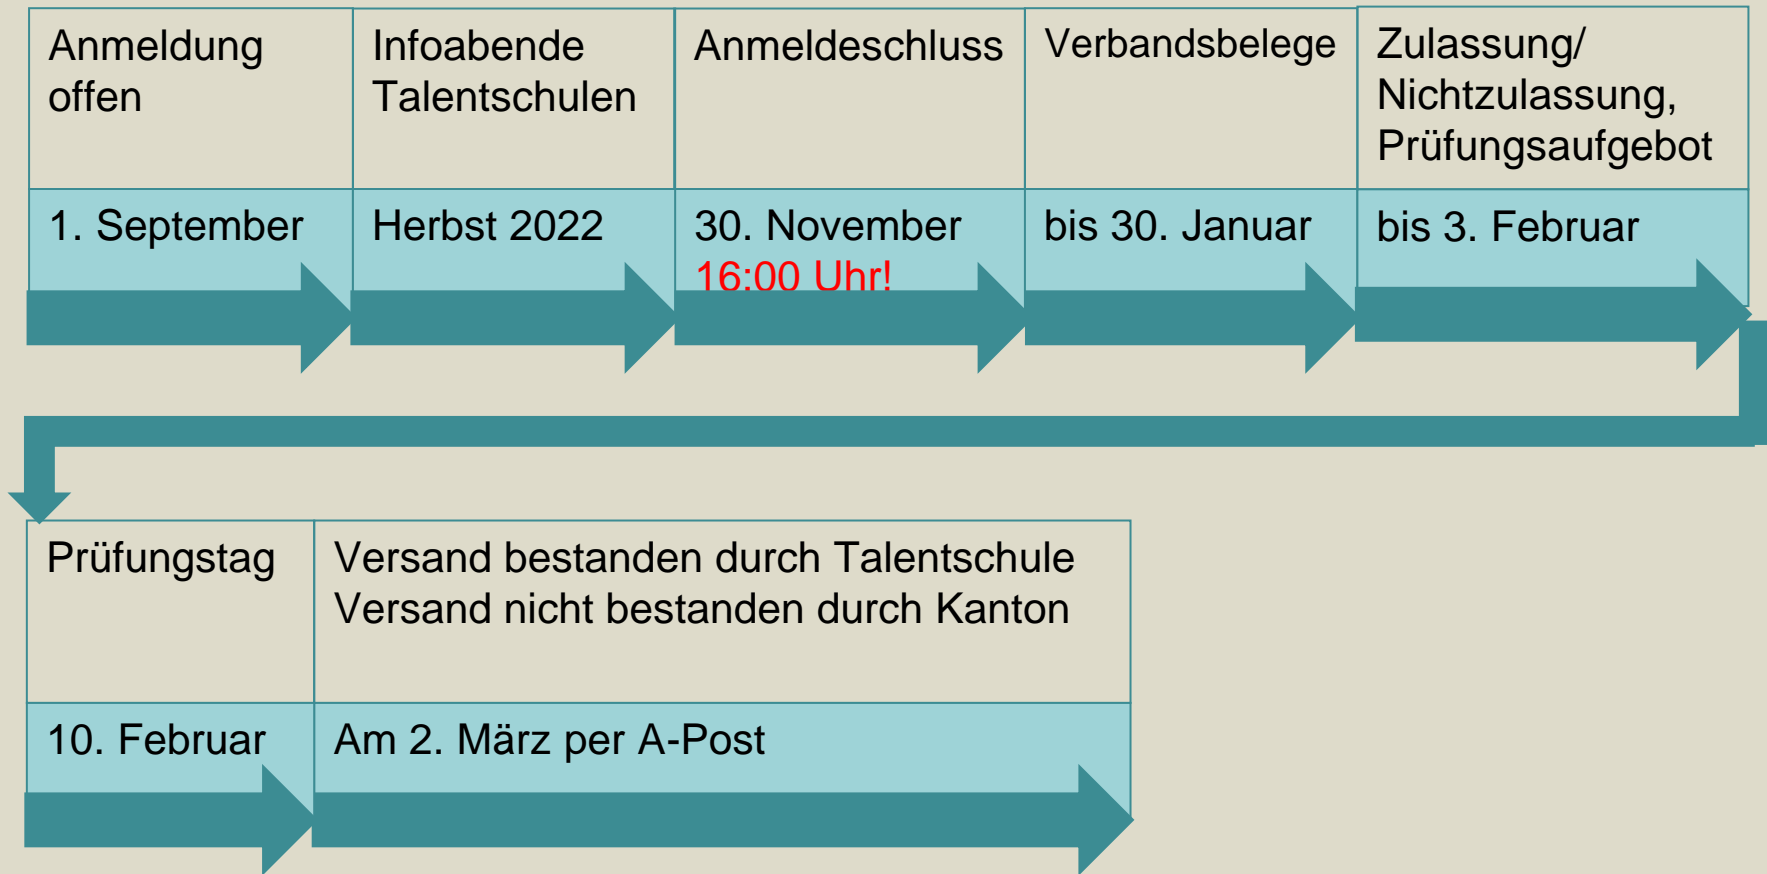 Anmeldung
offen
Infoabende
Talentschulen
Anmeldeschluss
Verbandsbelege
Zulassung/
Nichtzulassung,
Prüfungsaufgebot
1. September
Herbst 2022
30. November
16:00 Uhr!
bis 30. Januar
bis 3. Februar
Prüfungstag
Versand bestanden durch Talentschule
Versand nicht bestanden durch Kanton
10. Februar
Am 2. März per A-Post